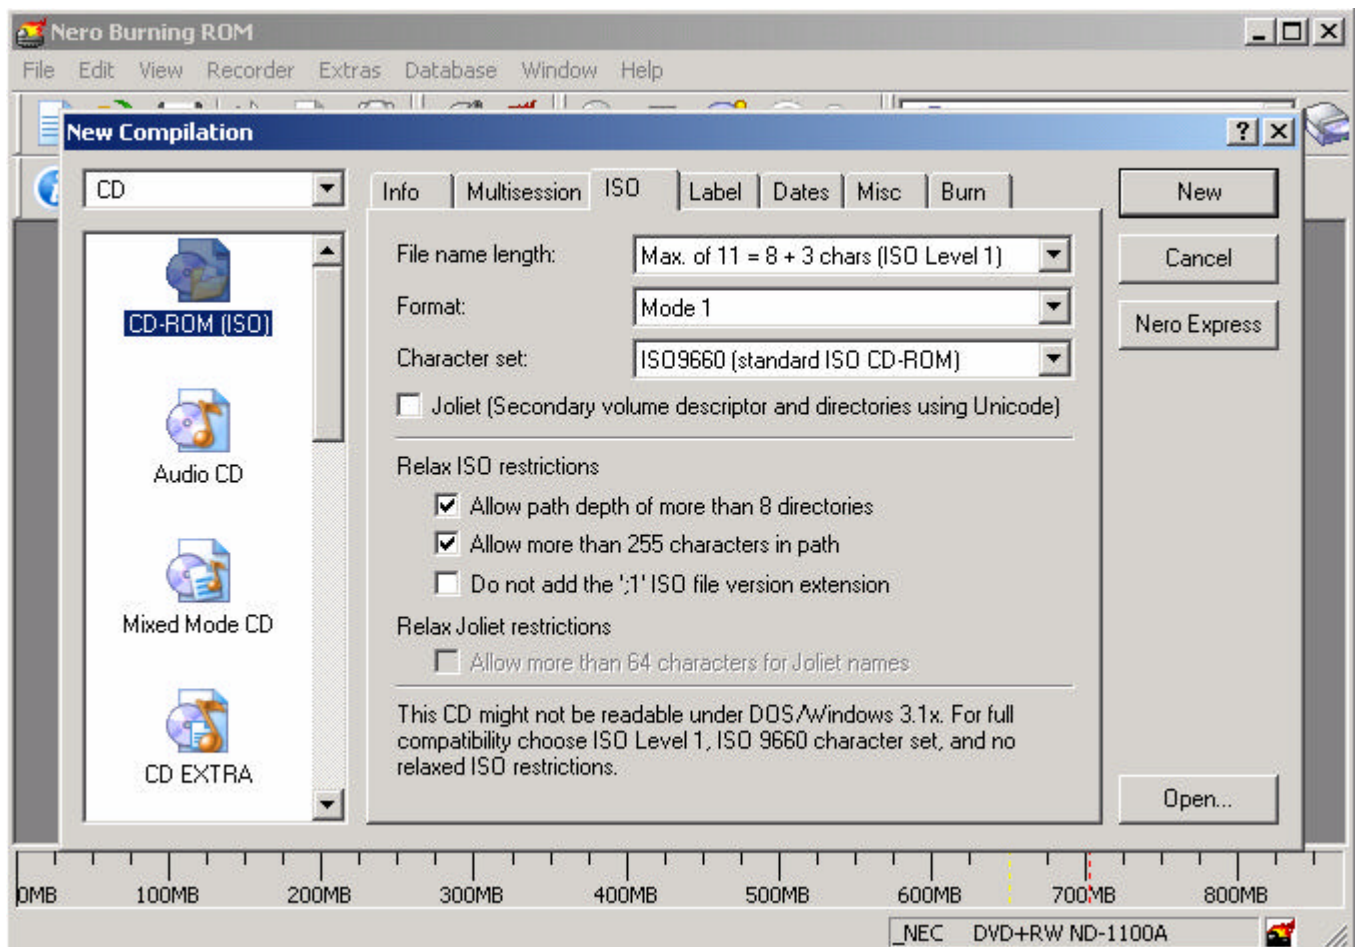 Nero Burning ROM
File Edit View Recorder Extras Database Window Help
New Compilation
CD
Info Multisession ISO Label Dates Misc Burn
New
File name length: Max. of 11 = 8 + 3 chars (ISO Level 1)
Cancel
Format: Mode 1
CD-ROM (ISO)
Nero Express
Character set: ISO9660 (standard ISO CD-ROM)
Joliet (Secondary volume descriptor and directories using Unicode)
Audio CD
Relax ISO restrictions
Allow path depth of more than 8 directories
Allow more than 255 characters in path
Do not add the ';1' ISO file version extension
Mixed Mode CD
Relax Joliet restrictions
Allow more than 64 characters for Joliet names
This CD might not be readable under DOS/Windows 3.1x. For full
compatibility choose ISO Level 1, ISO 9660 character set, and no
relaxed ISO restrictions.
CD EXTRA
Open...
0MB 100MB 200MB 300MB 400MB 500MB 600MB 700MB 800MB
_NEC DVD+RW ND-1100A